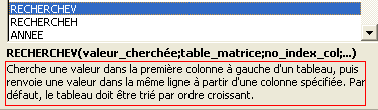 RECHERCHEV
RECHERCHEH
ANNEE
RECHERCHEV(valeur_cherchée;table_matrice;no_index_col;...)
Cherche une valeur dans la première colonne à gauche d'un tableau, puis
renvoie une valeur dans la même ligne à partir d'une colonne spécifiée. Par
défaut, le tableau doit être trié par ordre croissant.